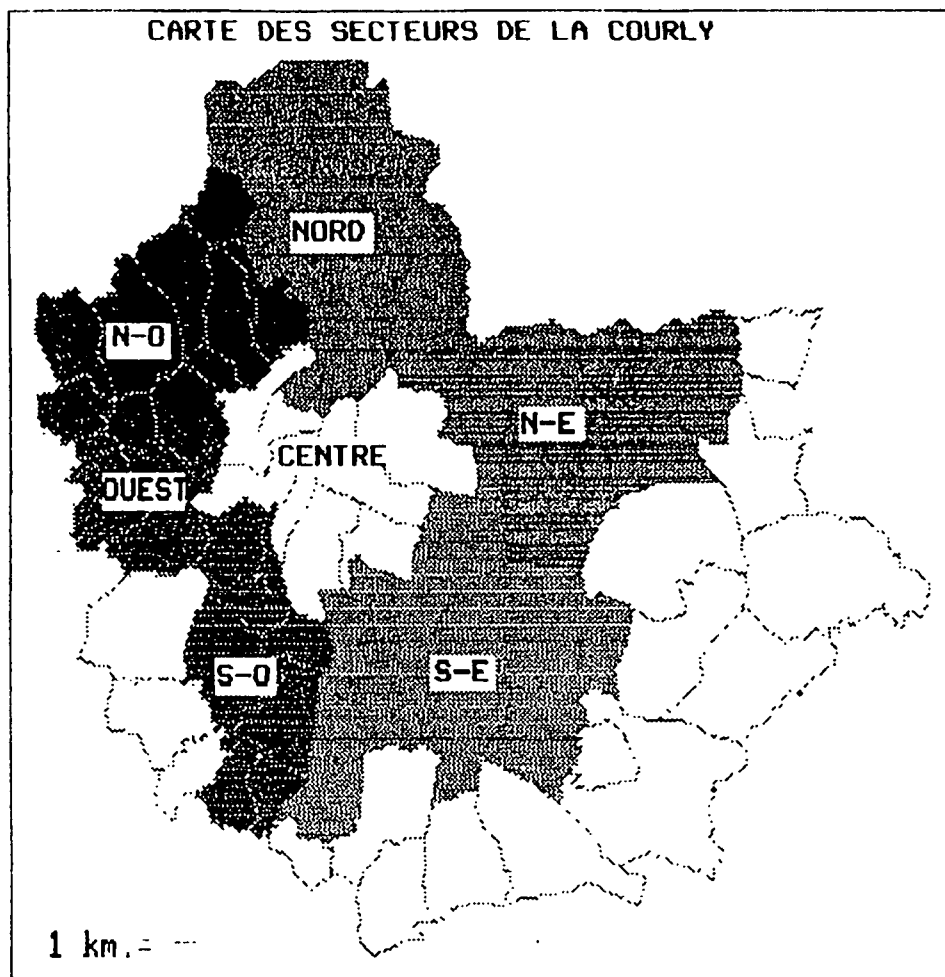 CARTE DES SECTEURS DE LA COURLY
NORD
N-O
N-E
CENTRE
OUEST
S-O
S-E
1 km.=